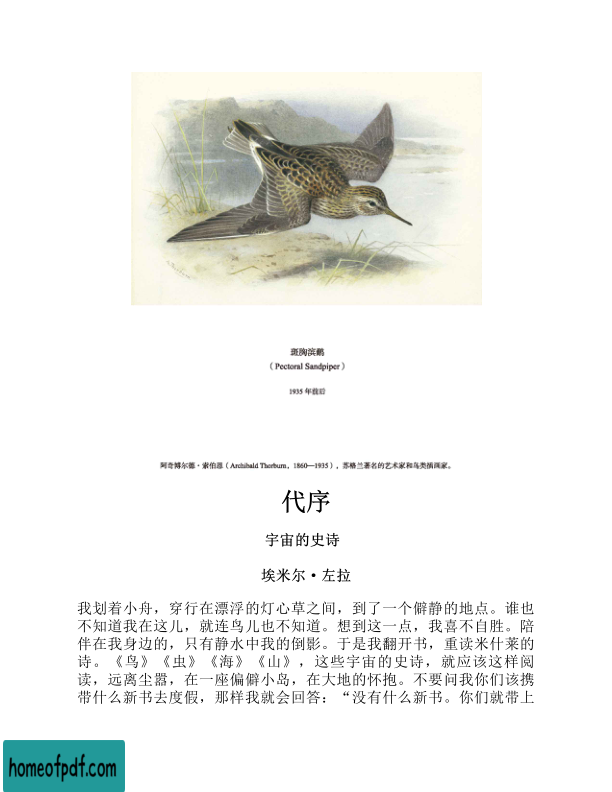 斑胸滨鹬
（Pectoral Sandpiper）
1935 年前后
阿奇博尔德·索伯恩（Archibald Thorburn，1860—1935），苏格兰著名的艺术家和鸟类插画家。
代序
宇宙的史诗
埃米尔·左拉
我划着小舟，穿行在漂浮的灯心草之间，到了一个僻静的地点。谁也
不知道我在这儿，就连鸟儿也不知道。想到这一点，我喜不自胜。陪
伴在我身边的，只有静水中我的倒影。于是我翻开书，重读米什莱的
诗。《鸟》《虫》《海》《山》，这些宇宙的史诗，就应该这样阅
读，远离尘嚣，在一座偏僻小岛，在大地的怀抱。不要问我你们该携
带什么新书去度假，那样我就会回答：“没有什么新书。你们就带上
homeofpdf.com